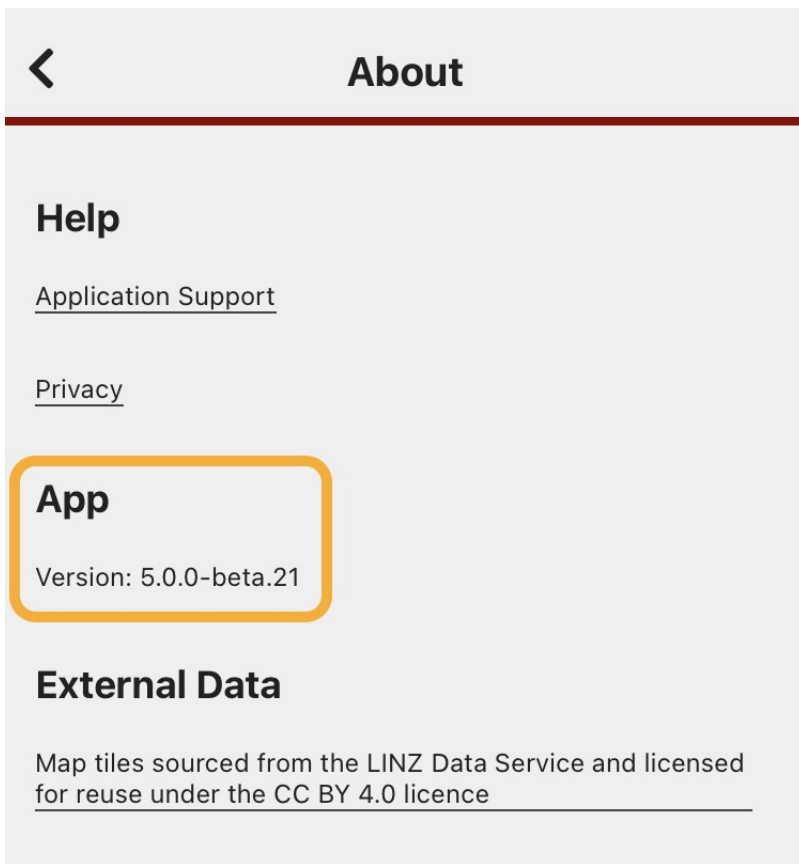 About
Help
Application Support
Privacy
App
Version: 5.0.0-beta.21
External Data
Map tiles sourced from the LINZ Data Service and licensed
for reuse under the CC BY 4.0 licence